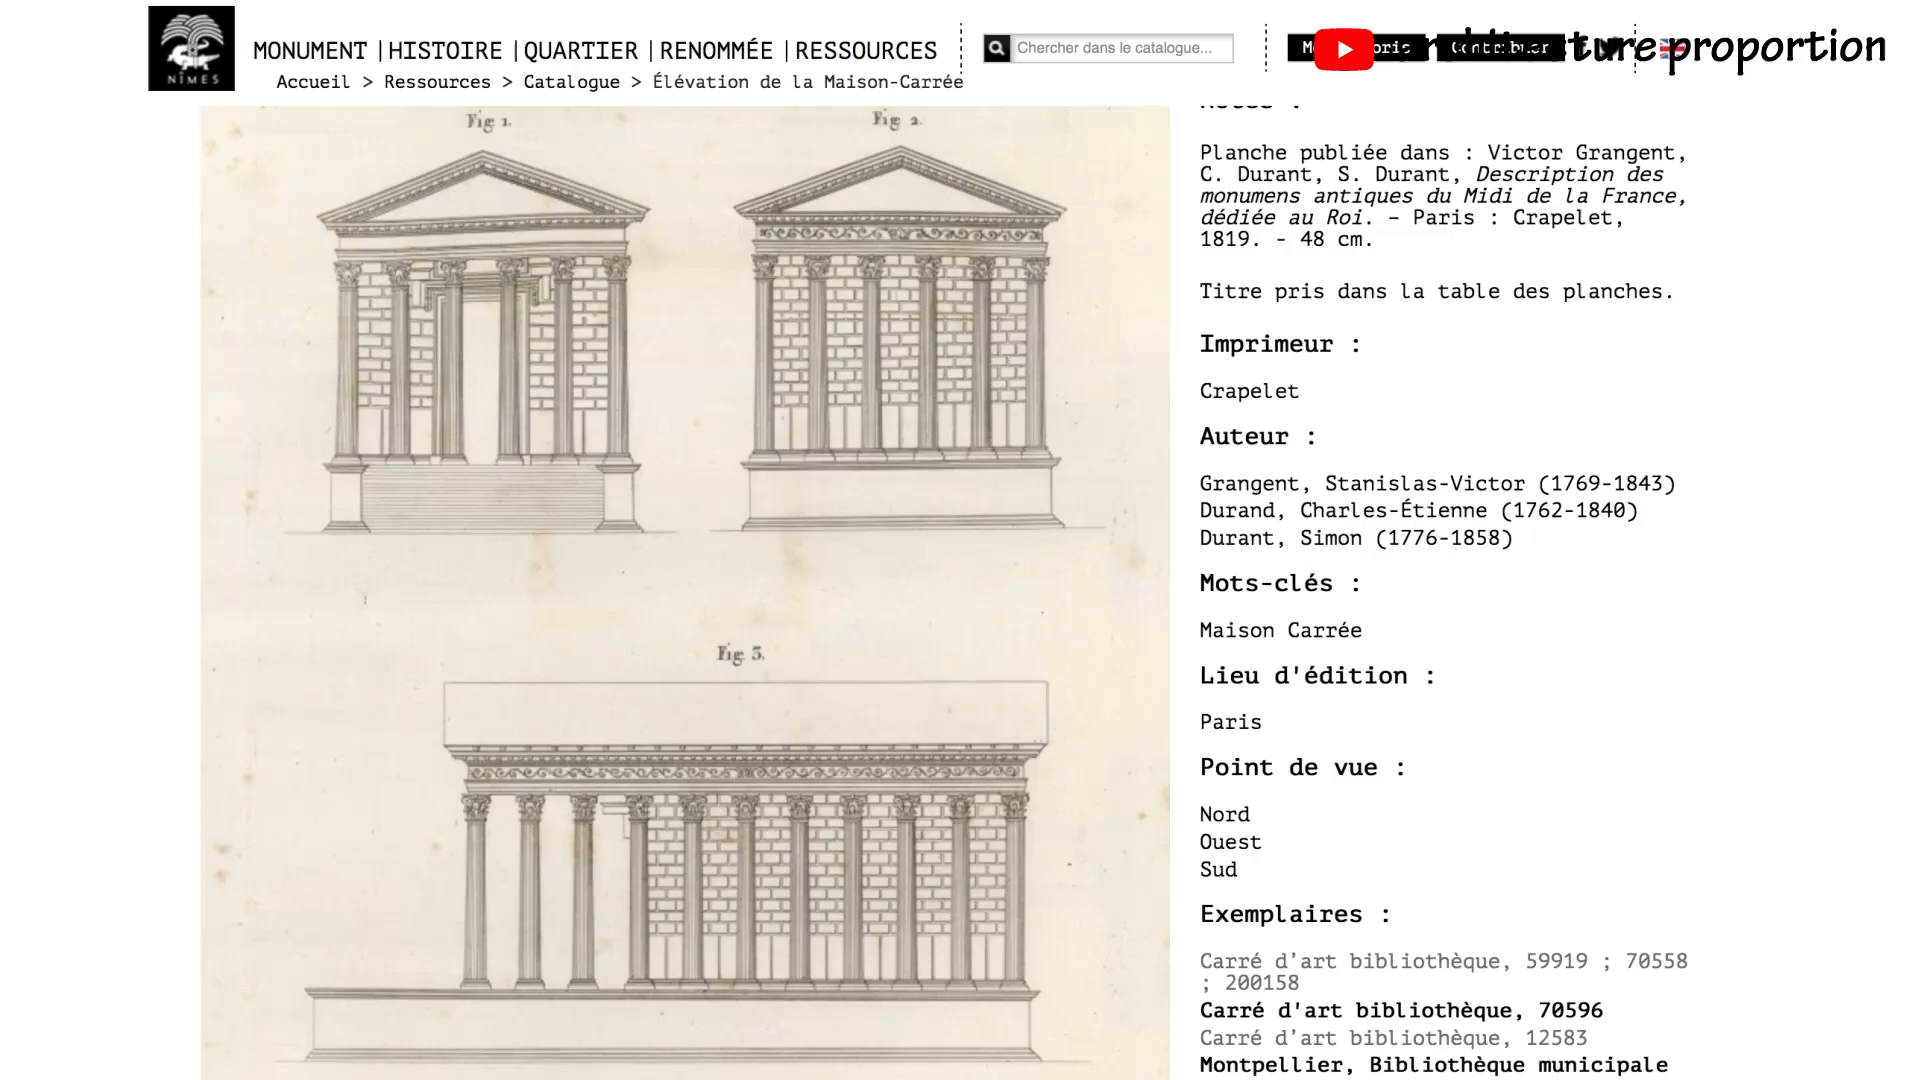 NÎMES
MONUMENT | HISTOIRE | QUARTIER | RENOMMÉE | RESSOURCES
Chercher dans le catalogue...
proportion
Accueil > Ressources > Catalogue > Élévation de la Maison-Carrée
Fig 1.
Fig 2.
Planche publiée dans : Victor Grangent,
C. Durant, S. Durant, Description des
monumens antiques du Midi de la France,
dédiée au Roi. – Paris : Crapelet,
1819. - 48 cm.
Titre pris dans la table des planches.
Imprimeur :
Crapelet
Auteur :
Grangent, Stanislas-Victor (1769-1843)
Durand, Charles-Étienne (1762-1840)
Durant, Simon (1776-1858)
Mots-clés :
Maison Carrée
Fig 3.
Lieu d'édition :
Paris
Point de vue :
Nord
Ouest
Sud
Exemplaires :
Carré d’art bibliothèque, 59919 ; 70558
; 200158
Carré d'art bibliothèque, 70596
Carré d’art bibliothèque, 12583
Montpellier, Bibliothèque municipale